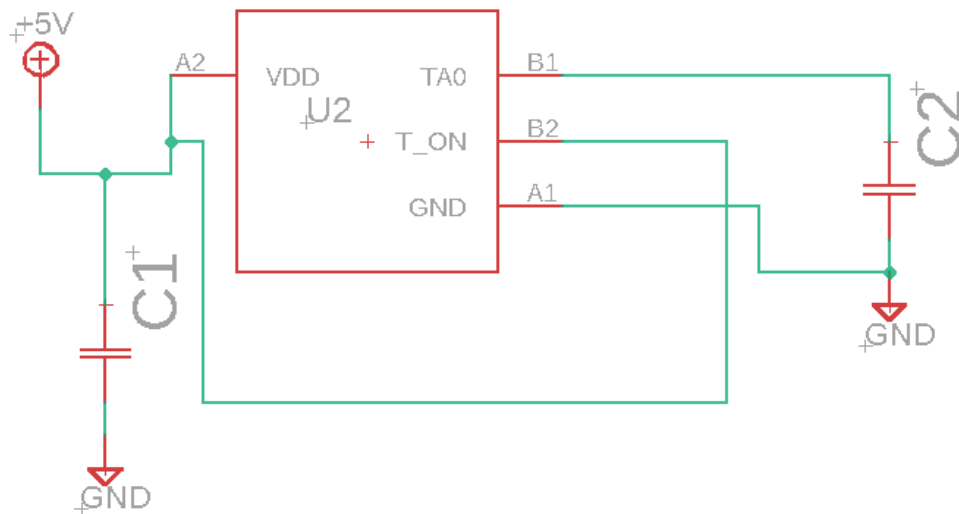 +5V
A2
VDD
U2
TA0
T_ON
GND
B1
B2
A1
C2
GND
C1
GND